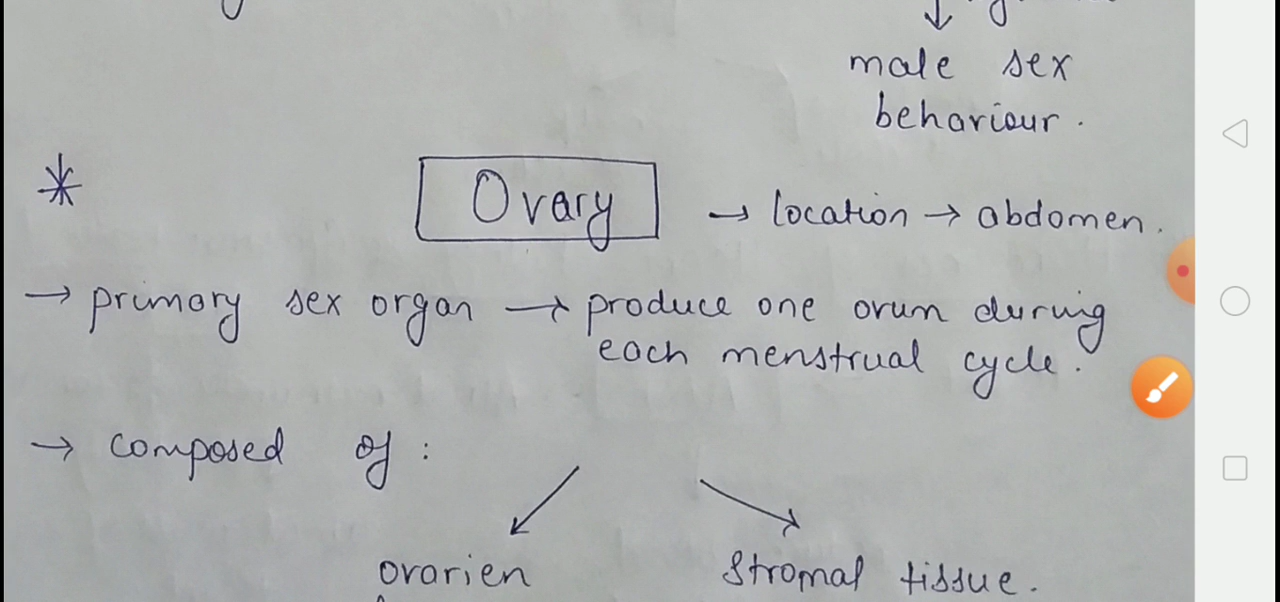 ↓
male sex
behaviour.
* Ovary → location → abdomen.
→ primary sex organ → produce one ovum during
each menstrual cycle.
→ composed of :
ovarien
stromal tissue.